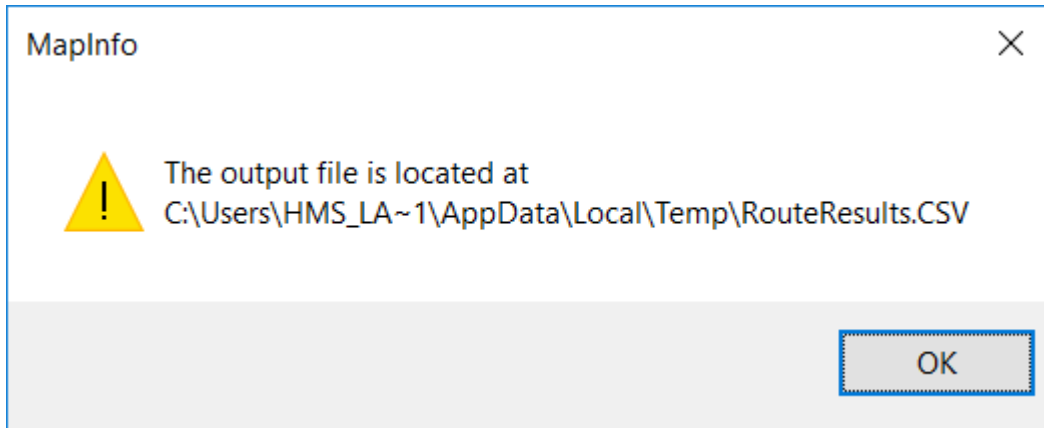 MapInfo
The output file is located at
C:\Users\HMS_LA~1\AppData\Local\Temp\RouteResults.CSV
OK